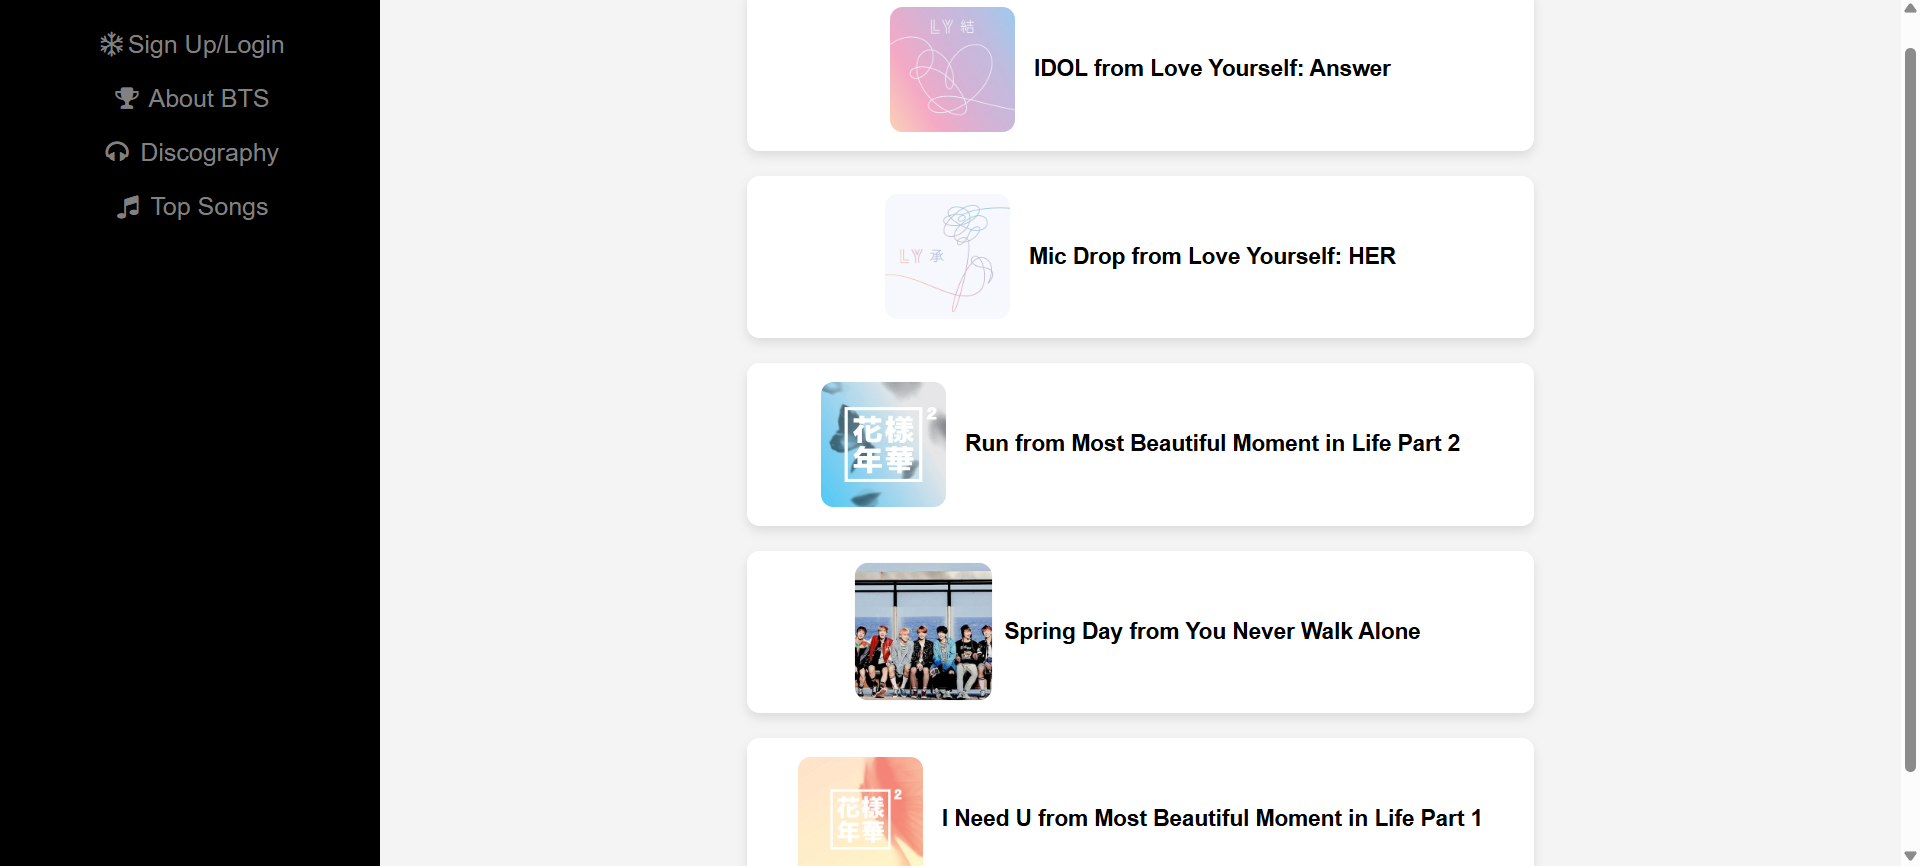 Sign Up/Login
About BTS
Discography
Top Songs
LY 結
IDOL from Love Yourself: Answer
LY 承
Mic Drop from Love Yourself: HER
花樣 2
年華
Run from Most Beautiful Moment in Life Part 2
Spring Day from You Never Walk Alone
花樣 2
年華
I Need U from Most Beautiful Moment in Life Part 1